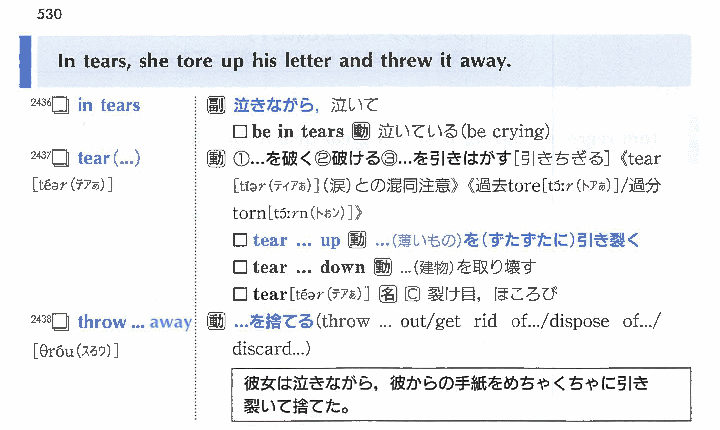 530
In tears, she tore up his letter and threw it away.
2436□ in tears 副 泣きながら，泣いて
□ be in tears 動 泣いている(be crying)
2437□ tear(...) 動 ①...を破く②破ける③...を引きはがす[引きちぎる]《tear
[téər(テアぁ)] [tíər(ティアぁ)](涙)との混同注意》《過去tore[tɔ́ːr(トアぁ)]/過分
torn[tɔ́ːrn(トぉン)]》
□ tear ... up 動 ...(薄いもの)を(ずたずたに)引き裂く
□ tear ... down 動 ...(建物)を取り壊す
□ tear[téər(テアぁ)] 名 C 裂け目，ほころび
2438□ throw ... away 動 ...を捨てる(throw ... out/get rid of.../dispose of.../
[θróu(スろウ)] discard...)
彼女は泣きながら，彼からの手紙をめちゃくちゃに引き
裂いて捨てた。